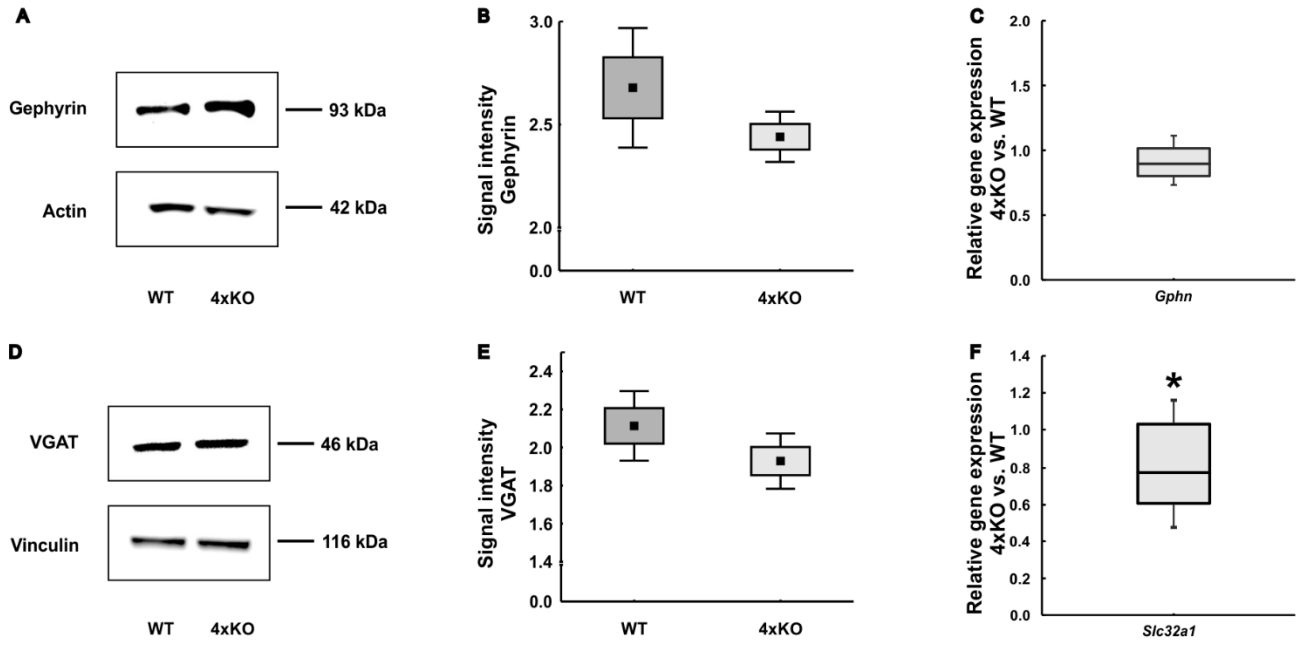 A
Gephyrin
93 kDa
Actin
42 kDa
WT 4xKO
B
Signal intensity
Gephyrin
3.0
2.5
2.0
0.0
WT 4xKO
C
Relative gene expression
4xKO vs. WT
2.0
1.5
1.0
0.5
0.0
Gphn
D
VGAT
46 kDa
Vinculin
116 kDa
WT 4xKO
E
Signal intensity
VGAT
2.4
2.2
2.0
1.8
1.6
1.4
0.0
WT 4xKO
F
Relative gene expression
4xKO vs. WT
1.4
1.2
1.0
0.8
0.6
0.4
0.2
0.0
*
Slc32a1